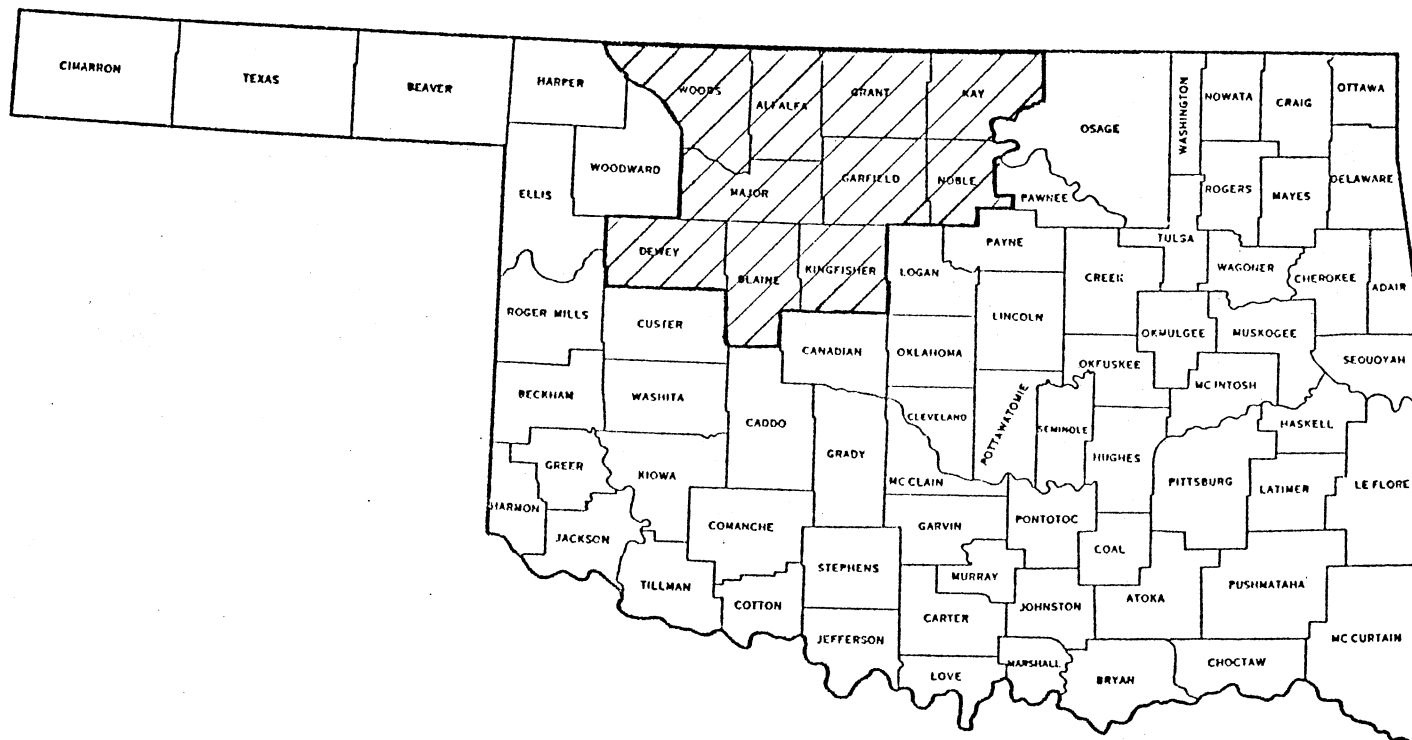 CIMARRON
TEXAS
BEAVER
HARPER
WOODS
ALFALFA
GRANT
KAY
OSAGE
WASHINGTON
NOWATA
CRAIG
OTTAWA
ELLIS
WOODWARD
MAJOR
GARFIELD
NOBLE
PAWNEE
ROGERS
MAYES
DELAWARE
DEWEY
BLAINE
KINGFISHER
LOGAN
PAYNE
CREEK
TULSA
WAGONER
CHEROKEE
ADAIR
ROGER MILLS
CUSTER
CANADIAN
OKLAHOMA
LINCOLN
OKMULGEE
MUSKOGEE
SEQUOYAH
BECKHAM
WASHITA
CADDO
GRADY
CLEVELAND
POTTAWATOMIE
SEMINOLE
OKFUSKEE
MC INTOSH
HASKELL
GREER
KIOWA
MC CLAIN
HUGHES
PITTSBURG
LATIMER
LE FLORE
HARMON
JACKSON
COMANCHE
GARVIN
PONTOTOC
COAL
TILLMAN
COTTON
STEPHENS
MURRAY
JOHNSTON
ATOKA
PUSHMATAHA
JEFFERSON
CARTER
LOVE
MARSHALL
BRYAN
CHOCTAW
MC CURTAIN